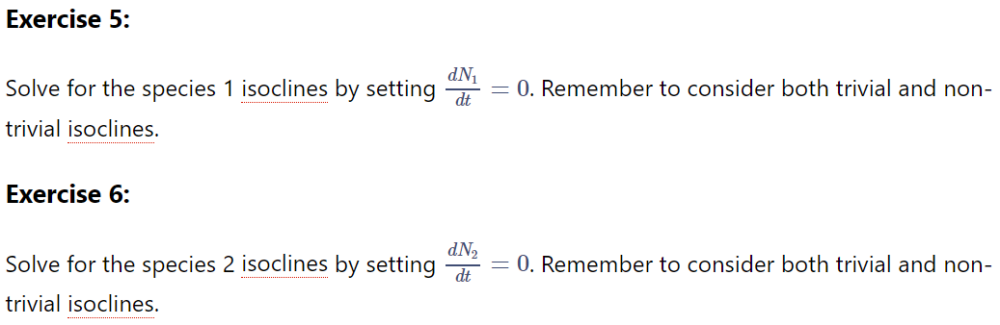 Exercise 5:
Solve for the species 1 isoclines by setting $\frac{dN_1}{dt} = 0$. Remember to consider both trivial and non-
trivial isoclines.
Exercise 6:
Solve for the species 2 isoclines by setting $\frac{dN_2}{dt} = 0$. Remember to consider both trivial and non-
trivial isoclines.